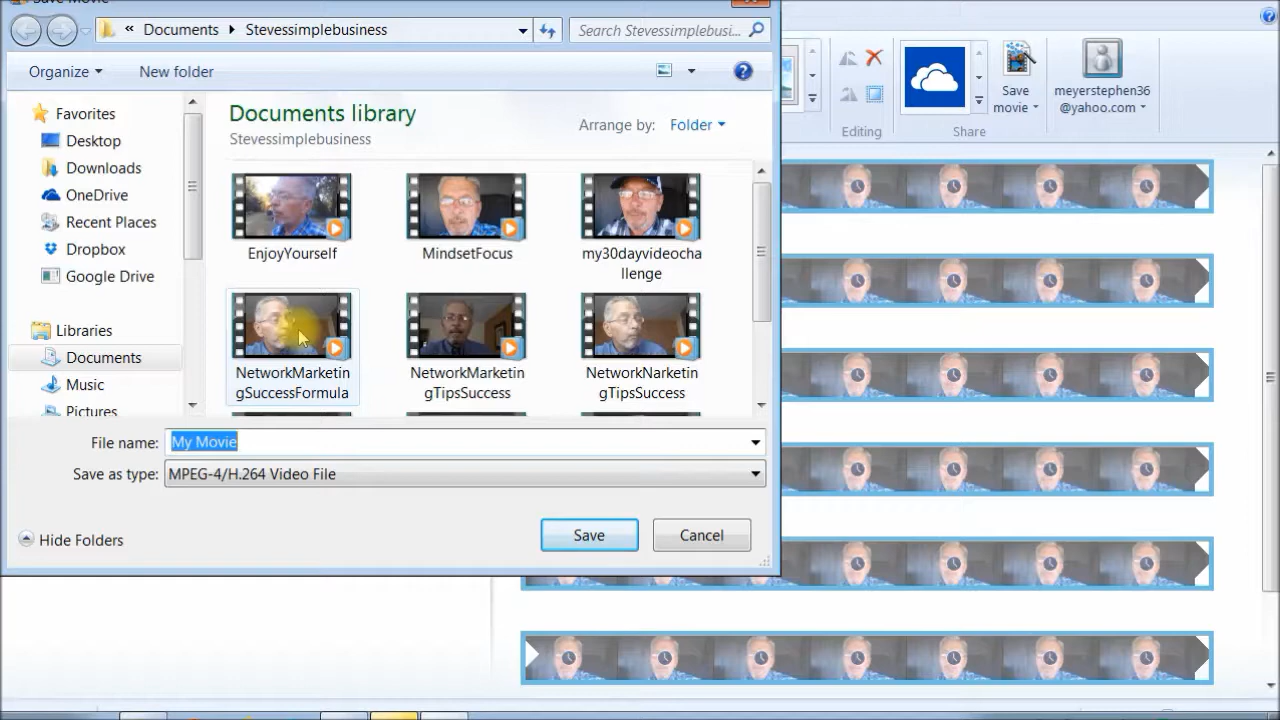 Save Movie
« Documents Stevessimplebusiness
Search Stevessimplebusi...
Organize
New folder
Favorites
Desktop
Downloads
OneDrive
Recent Places
Dropbox
Google Drive
Libraries
Documents
Music
Pictures
Documents library
Stevessimplebusiness
Arrange by: Folder
EnjoyYourself
MindsetFocus
my30dayvideocha
llenge
NetworkMarketin
gSuccessFormula
NetworkMarketin
gTipsSuccess
NetworkNarketin
gTipsSuccess
File name: My Movie
Save as type: MPEG-4/H.264 Video File
Hide Folders
Save
Cancel
Editing
Save
movie
Share
meyerstephen36
@yahoo.com